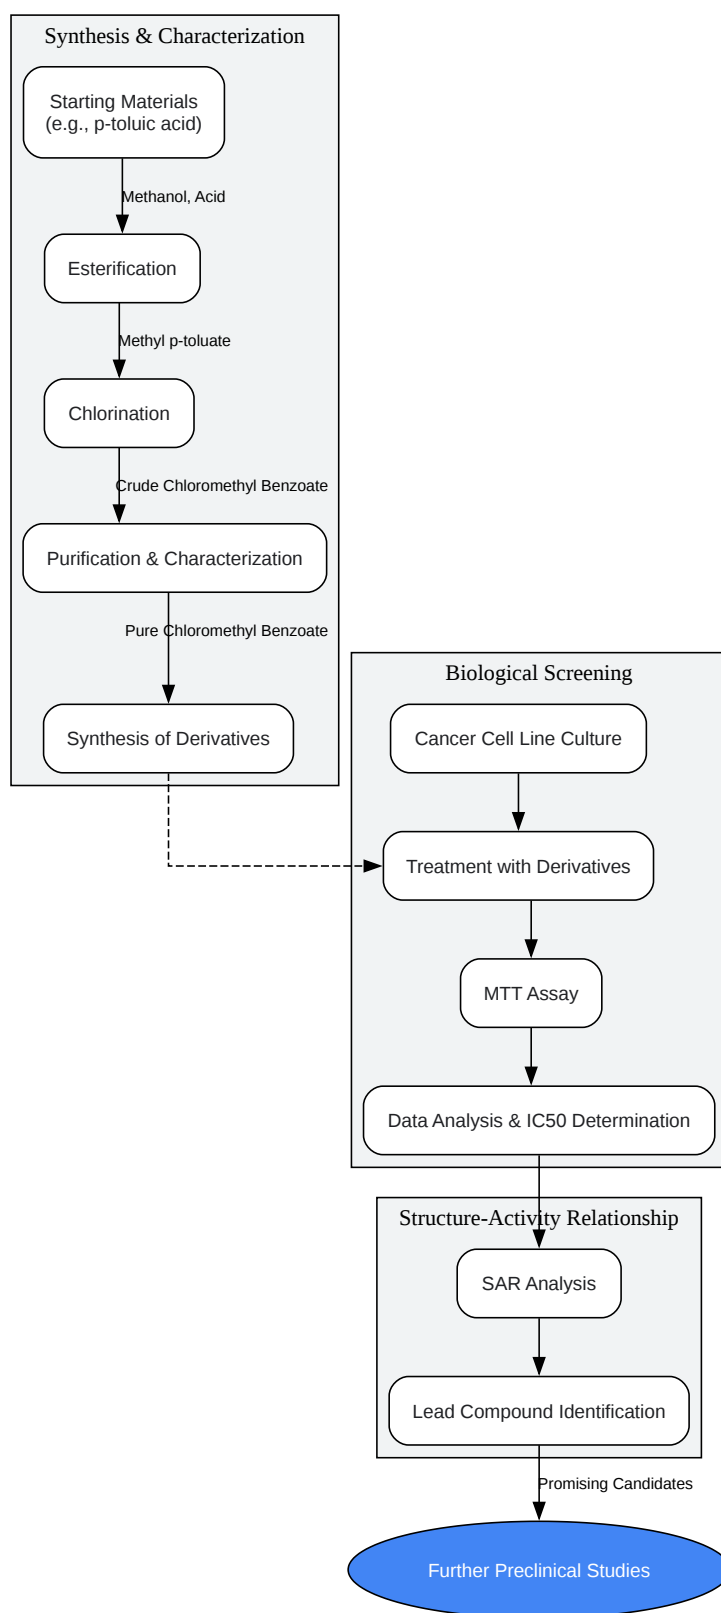 Synthesis & Characterization
Starting Materials
(e.g., p-toluic acid)
Methanol, Acid
Esterification
Methyl p-toluate
Chlorination
Crude Chloromethyl Benzoate
Purification & Characterization
Pure Chloromethyl Benzoate
Synthesis of Derivatives
Biological Screening
Cancer Cell Line Culture
Treatment with Derivatives
MTT Assay
Data Analysis & IC50 Determination
Structure-Activity Relationship
SAR Analysis
Lead Compound Identification
Promising Candidates
Further Preclinical Studies